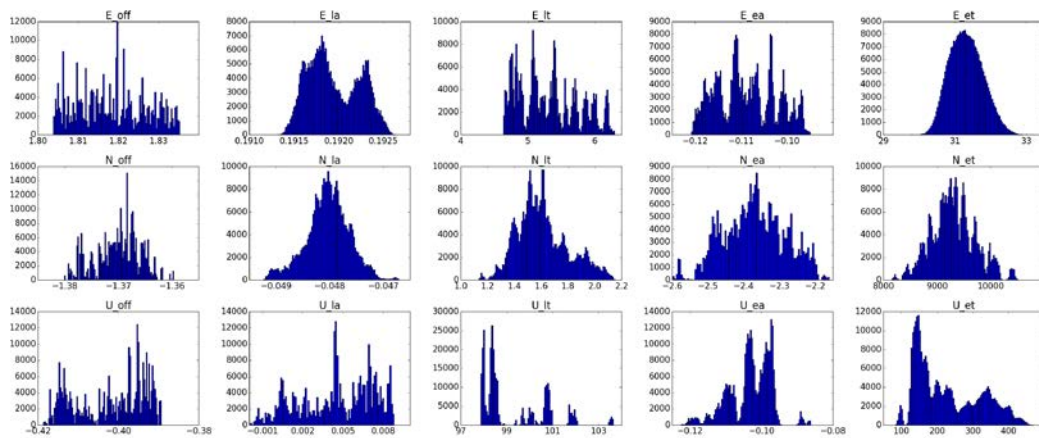 E_off E_la E_lt E_ea E_et
12000 8000 10000 9000 9000
10000 7000 8000 8000 8000
8000 6000 6000 7000 7000
6000 5000 4000 6000 6000
4000 4000 2000 5000 5000
2000 3000 0 4000 4000
0 2000 3000 3000
1000 2000 2000
0 1000 1000
0 0
1.80 1.81 1.82 1.83 0.1910 0.1915 0.1920 0.1925 4 5 6 −0.12 −0.11 −0.10 29 31 33
N_off N_la N_lt N_ea N_et
16000 10000 10000 9000 10000
14000 8000 8000 8000 8000
12000 6000 6000 7000 6000
10000 4000 4000 6000 4000
8000 2000 2000 5000 2000
6000 0 0 4000 0
4000 3000
2000 2000
0 1000
0
−1.38 −1.37 −1.36 −0.049 −0.048 −0.047 1.0 1.2 1.4 1.6 1.8 2.0 2.2 −2.6 −2.5 −2.4 −2.3 −2.2 8000 9000 10000
U_off U_la U_lt U_ea U_et
14000 14000 30000 14000 12000
12000 12000 25000 12000 10000
10000 10000 20000 10000 8000
8000 8000 15000 8000 6000
6000 6000 10000 6000 4000
4000 4000 5000 4000 2000
2000 2000 0 2000 0
0 0 0
−0.42 −0.40 −0.38 −0.001 0.002 0.005 0.008 97 99 101 103 −0.12 −0.10 −0.08 100 200 300 400